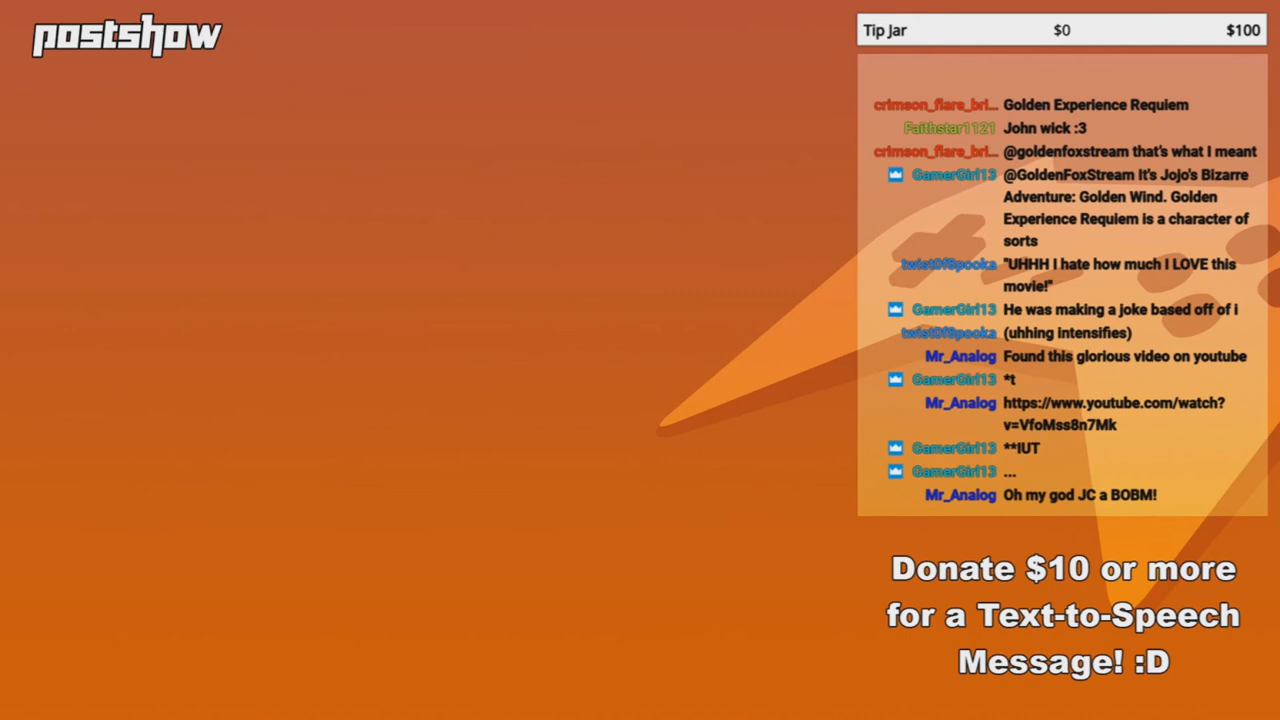 postshow
Tip Jar $0 $100
crimson_flare_bri... Golden Experience Requiem
Faithstar1121 John wick :3
crimson_flare_bri... @goldenfoxstream that's what I meant
GamerGirl13 @GoldenFoxStream It's Jojo's Bizarre
Adventure: Golden Wind. Golden
Experience Requiem is a character of
sorts
twist0f8pooka "UHHH I hate how much I LOVE this
movie!"
GamerGirl13 He was making a joke based off of i
twist0f8pooka (uhhing intensifies)
Mr_Analog Found this glorious video on youtube
GamerGirl13 *t
Mr_Analog https://www.youtube.com/watch?
v=VfoMss8n7Mk
GamerGirl13 **IUT
GamerGirl13 ...
Mr_Analog Oh my god JC a BOBM!
Donate $10 or more
for a Text-to-Speech
Message! :D